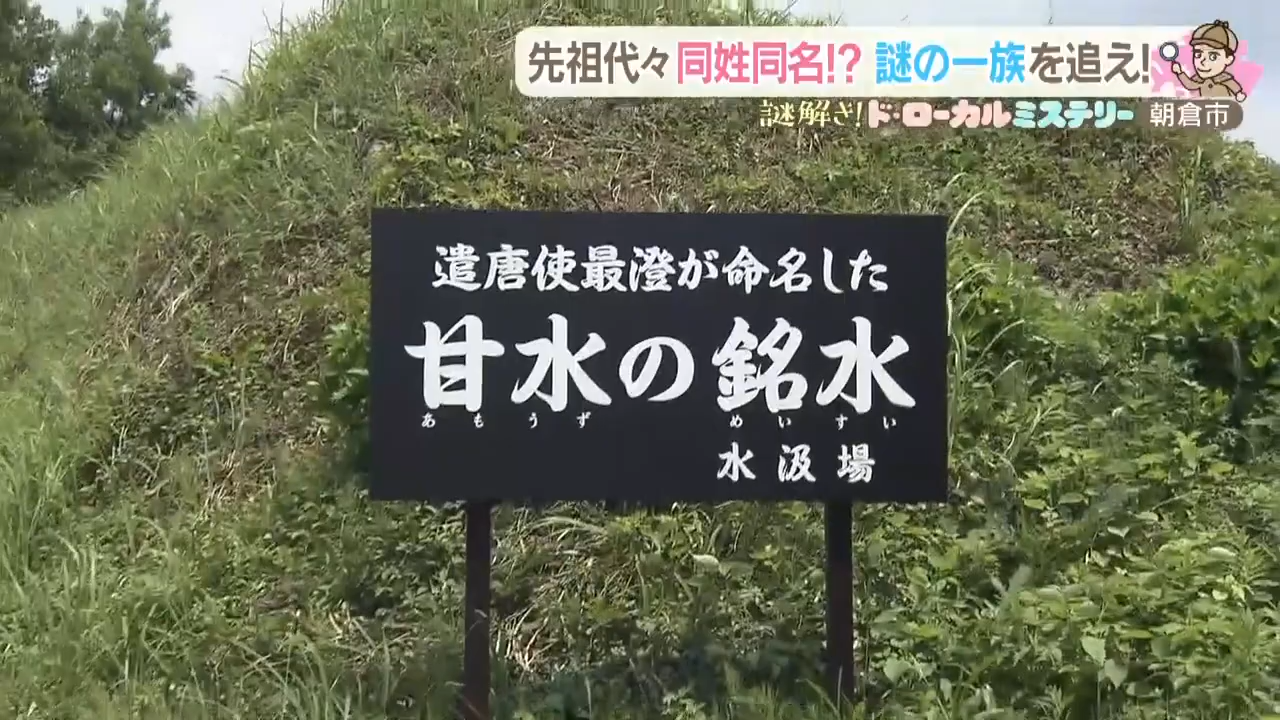 先祖代々同姓同名!? 謎の一族を追え!
謎解き!ド・ローカルミステリー 朝倉市
遣唐使最澄が命名した
甘水の銘水
あもうず めいすい
水汲場